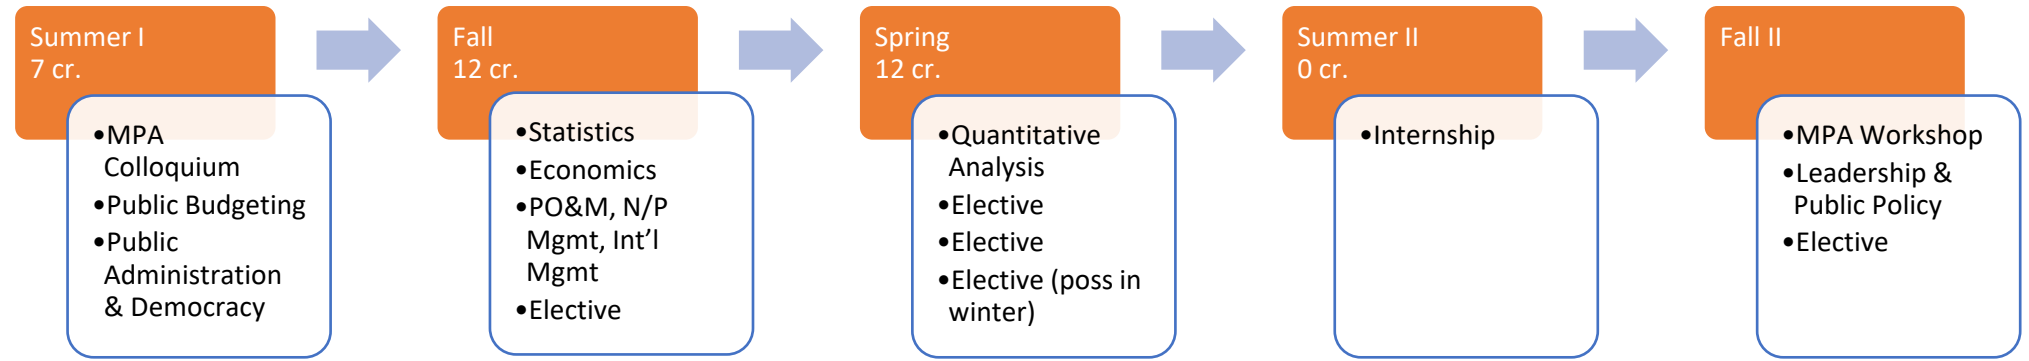 Summer I
7 cr.
•MPA
Colloquium
•Public Budgeting
•Public
Administration
& Democracy
Fall
12 cr.
•Statistics
•Economics
•PO&M, N/P
Mgmt, Int’l
Mgmt
•Elective
Spring
12 cr.
•Quantitative
Analysis
•Elective
•Elective
•Elective (poss in
winter)
Summer II
0 cr.
•Internship
Fall II
•MPA Workshop
•Leadership &
Public Policy
•Elective